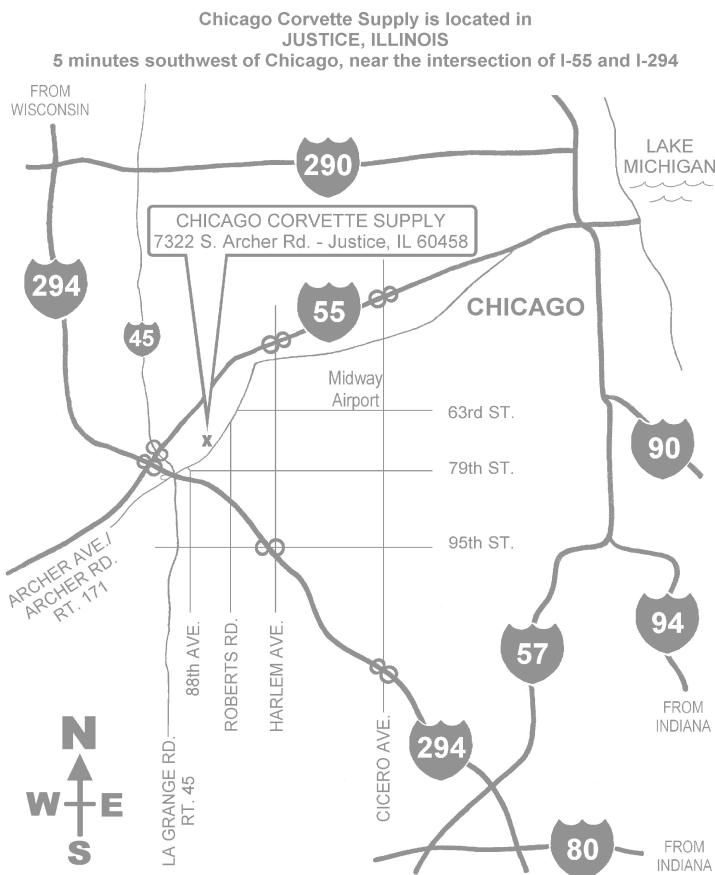 Chicago Corvette Supply is located in
JUSTICE, ILLINOIS
5 minutes southwest of Chicago, near the intersection of I-55 and I-294
FROM
WISCONSIN
290
LAKE
MICHIGAN
CHICAGO CORVETTE SUPPLY
7322 S. Archer Rd. - Justice, IL 60458
294
55
CHICAGO
45
Midway
Airport
63rd ST.
x
90
79th ST.
95th ST.
ARCHER AVE./
ARCHER RD.
RT. 171
88th AVE.
ROBERTS RD.
HARLEM AVE.
57
94
FROM
INDIANA
N
W E
S
LA GRANGE RD.
RT. 45
CICERO AVE.
294
80
FROM
INDIANA